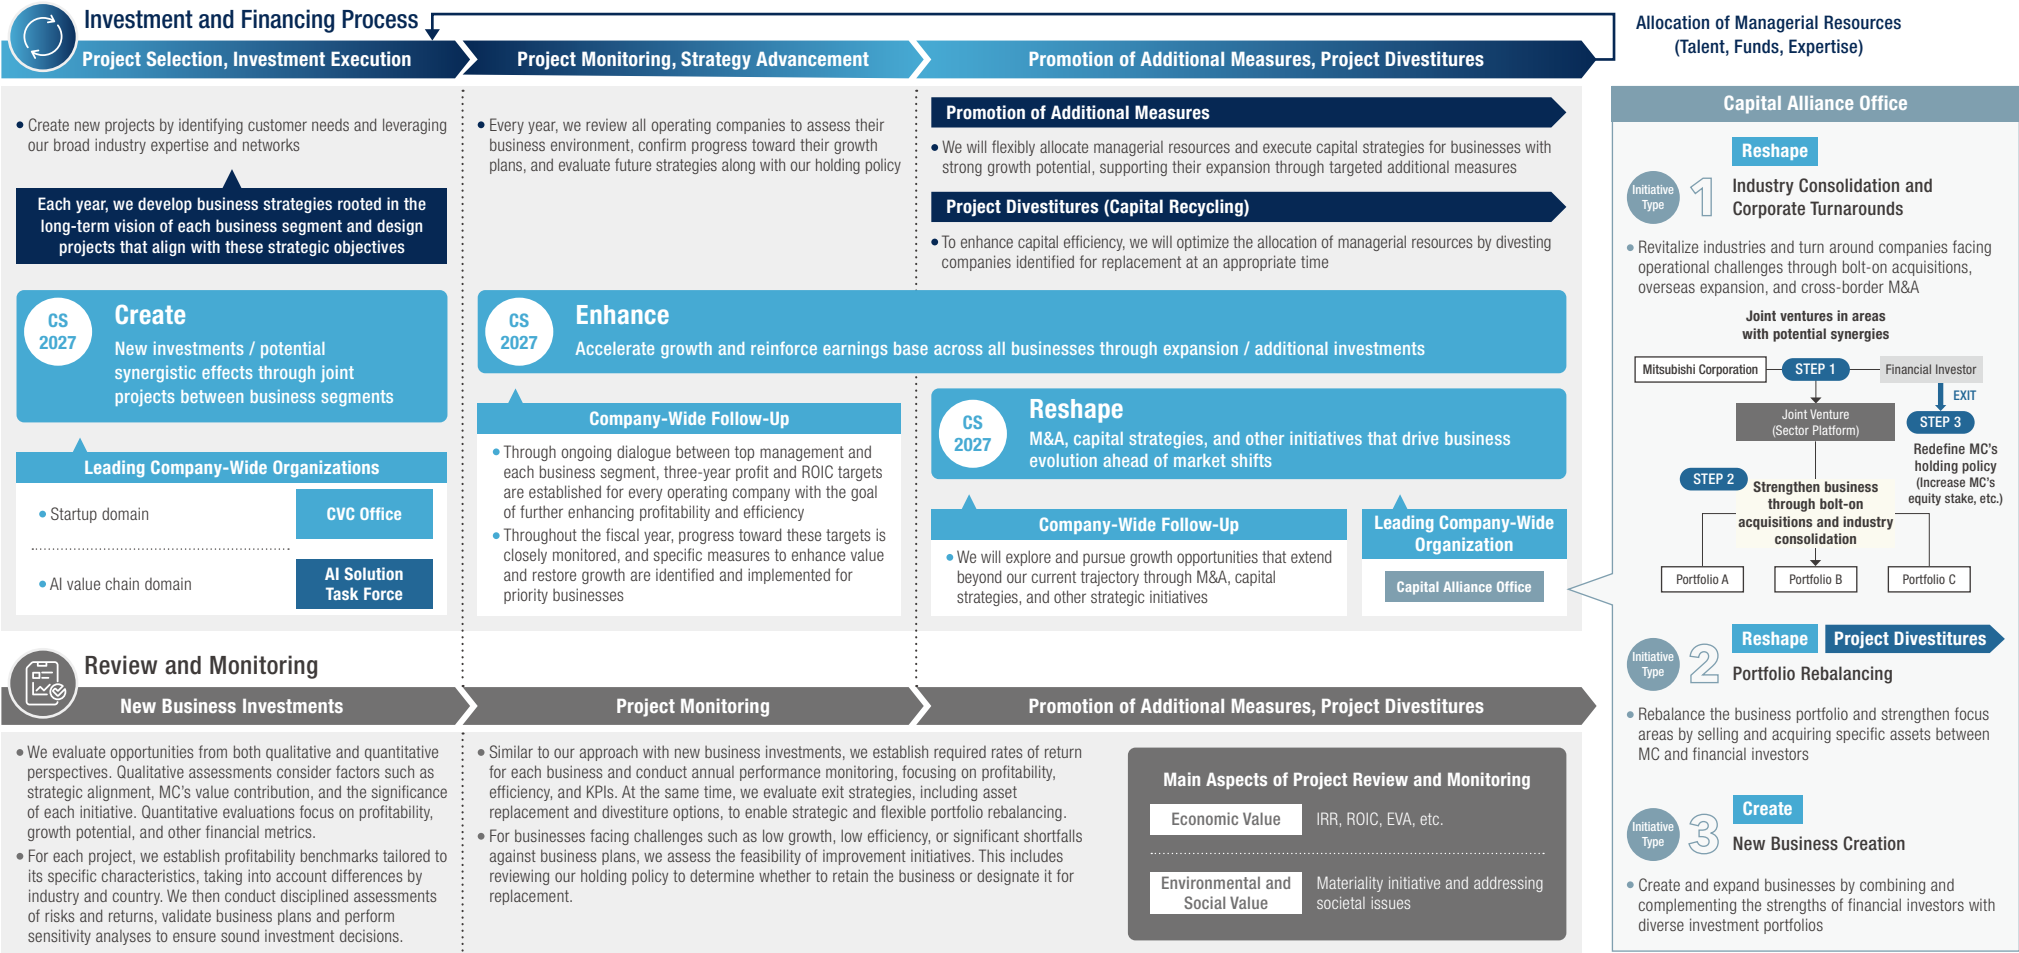 Investment and Financing Process
Allocation of Managerial Resources
(Talent, Funds, Expertise)
Project Selection, Investment Execution
Project Monitoring, Strategy Advancement
Promotion of Additional Measures, Project Divestitures
• Create new projects by identifying customer needs and leveraging
our broad industry expertise and networks
Each year, we develop business strategies rooted in the
long-term vision of each business segment and design
projects that align with these strategic objectives
• Every year, we review all operating companies to assess their
business environment, confirm progress toward their growth
plans, and evaluate future strategies along with our holding policy
Promotion of Additional Measures
• We will flexibly allocate managerial resources and execute capital strategies for businesses with
strong growth potential, supporting their expansion through targeted additional measures
Project Divestitures (Capital Recycling)
• To enhance capital efficiency, we will optimize the allocation of managerial resources by divesting
companies identified for replacement at an appropriate time
CS
2027
Create
New investments / potential
synergistic effects through joint
projects between business segments
CS
2027
Enhance
Accelerate growth and reinforce earnings base across all businesses through expansion / additional investments
Leading Company-Wide Organizations
• Startup domain
CVC Office
• AI value chain domain
AI Solution
Task Force
Company-Wide Follow-Up
• Through ongoing dialogue between top management and
each business segment, three-year profit and ROIC targets
are established for every operating company with the goal
of further enhancing profitability and efficiency
• Throughout the fiscal year, progress toward these targets is
closely monitored, and specific measures to enhance value
and restore growth are identified and implemented for
priority businesses
CS
2027
Reshape
M&A, capital strategies, and other initiatives that drive business
evolution ahead of market shifts
Company-Wide Follow-Up
• We will explore and pursue growth opportunities that extend
beyond our current trajectory through M&A, capital
strategies, and other strategic initiatives
Leading Company-Wide
Organization
Capital Alliance Office
Review and Monitoring
New Business Investments
Project Monitoring
Promotion of Additional Measures, Project Divestitures
• We evaluate opportunities from both qualitative and quantitative
perspectives. Qualitative assessments consider factors such as
strategic alignment, MC's value contribution, and the significance
of each initiative. Quantitative evaluations focus on profitability,
growth potential, and other financial metrics.
• For each project, we establish profitability benchmarks tailored to
its specific characteristics, taking into account differences by
industry and country. We then conduct disciplined assessments
of risks and returns, validate business plans and perform
sensitivity analyses to ensure sound investment decisions.
• Similar to our approach with new business investments, we establish required rates of return
for each business and conduct annual performance monitoring, focusing on profitability,
efficiency, and KPIs. At the same time, we evaluate exit strategies, including asset
replacement and divestiture options, to enable strategic and flexible portfolio rebalancing.
• For businesses facing challenges such as low growth, low efficiency, or significant shortfalls
against business plans, we assess the feasibility of improvement initiatives. This includes
reviewing our holding policy to determine whether to retain the business or designate it for
replacement.
Main Aspects of Project Review and Monitoring
Economic Value
IRR, ROIC, EVA, etc.
Environmental and
Social Value
Materiality initiative and addressing
societal issues
Capital Alliance Office
Reshape
Initiative
Type
1
Industry Consolidation and
Corporate Turnarounds
• Revitalize industries and turn around companies facing
operational challenges through bolt-on acquisitions,
overseas expansion, and cross-border M&A
Joint ventures in areas
with potential synergies
Mitsubishi Corporation
STEP 1
Financial Investor
EXIT
Joint Venture
(Sector Platform)
STEP 3
Redefine MC's
holding policy
(Increase MC's
equity stake, etc.)
STEP 2
Strengthen business
through bolt-on
acquisitions and industry
consolidation
Portfolio A
Portfolio B
Portfolio C
Reshape
Project Divestitures
Initiative
Type
2
Portfolio Rebalancing
• Rebalance the business portfolio and strengthen focus
areas by selling and acquiring specific assets between
MC and financial investors
Create
Initiative
Type
3
New Business Creation
• Create and expand businesses by combining and
complementing the strengths of financial investors with
diverse investment portfolios